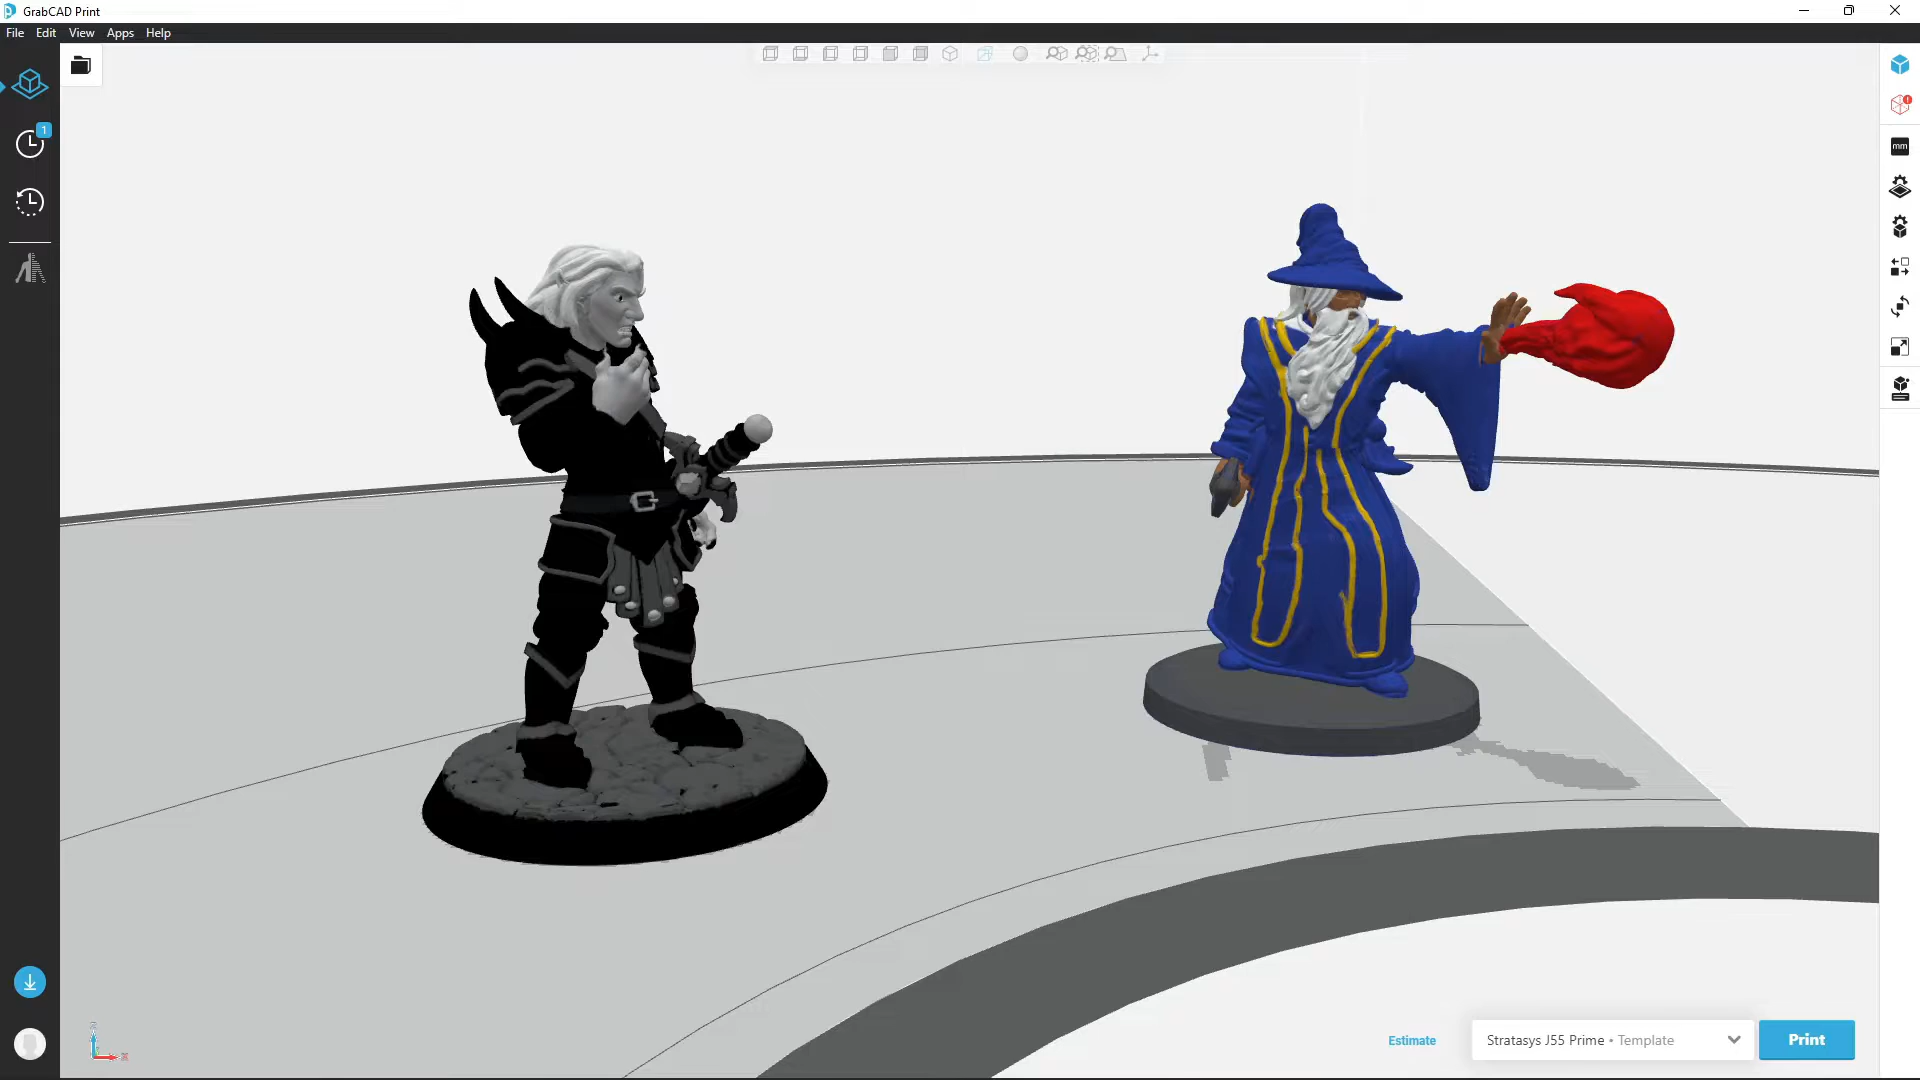 GrabCAD Print
File Edit View Apps Help
1
mm
Z
X
Estimate
Stratasys J55 Prime • Template
Print